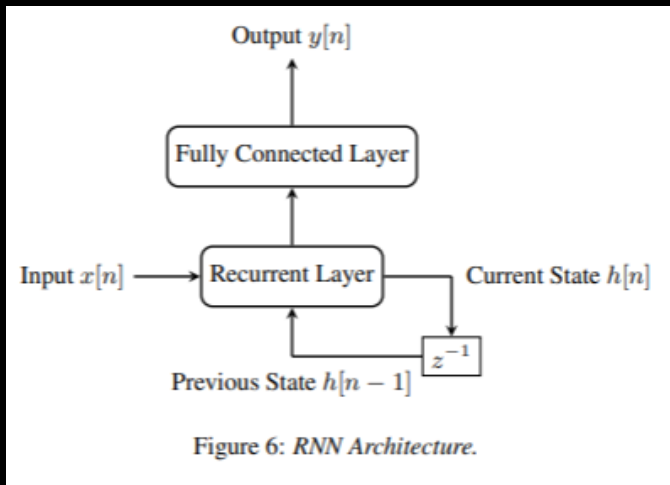 Output y[n]
Fully Connected Layer
Input x[n]
Recurrent Layer
Current State h[n]
z⁻¹
Previous State h[n − 1]
Figure 6: RNN Architecture.